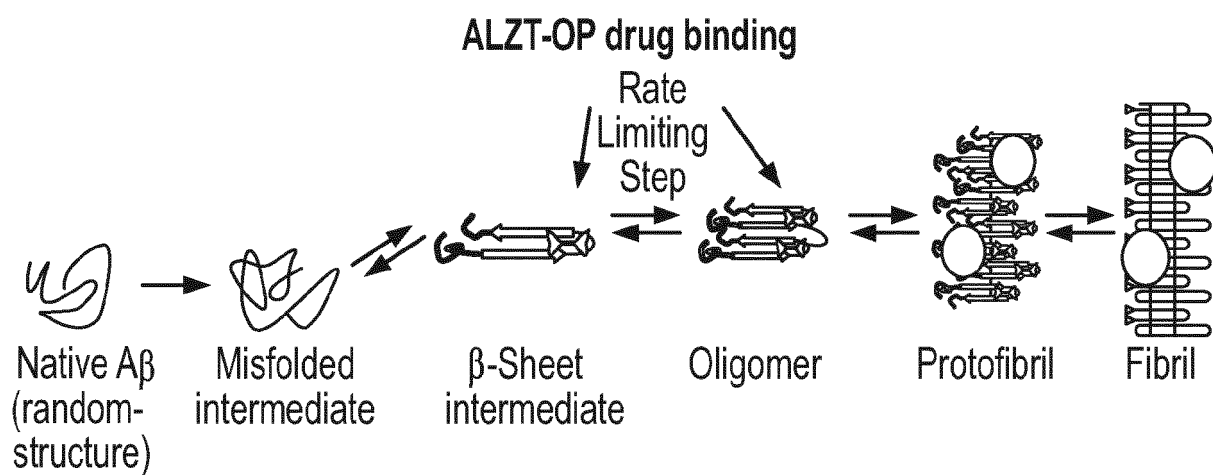 ALZT-OP drug binding
Rate
Limiting
Step
Native Aβ
(random-
structure)
Misfolded
intermediate
β-Sheet
intermediate
Oligomer
Protofibril
Fibril